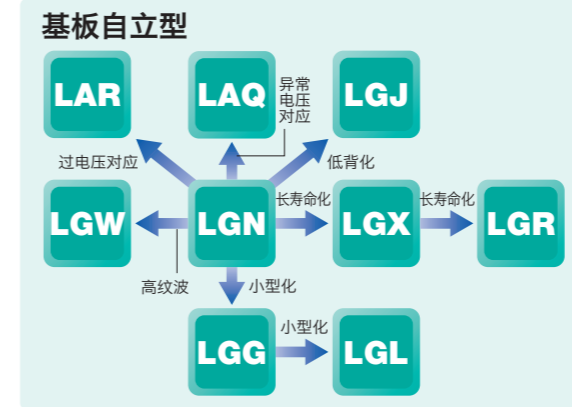 基板自立型
LAR
LAQ
异常
电压
对应
LGJ
过电压对应
低背化
LGW
LGN
长寿命化
LGX
长寿命化
LGR
高纹波
小型化
LGG
小型化
LGL